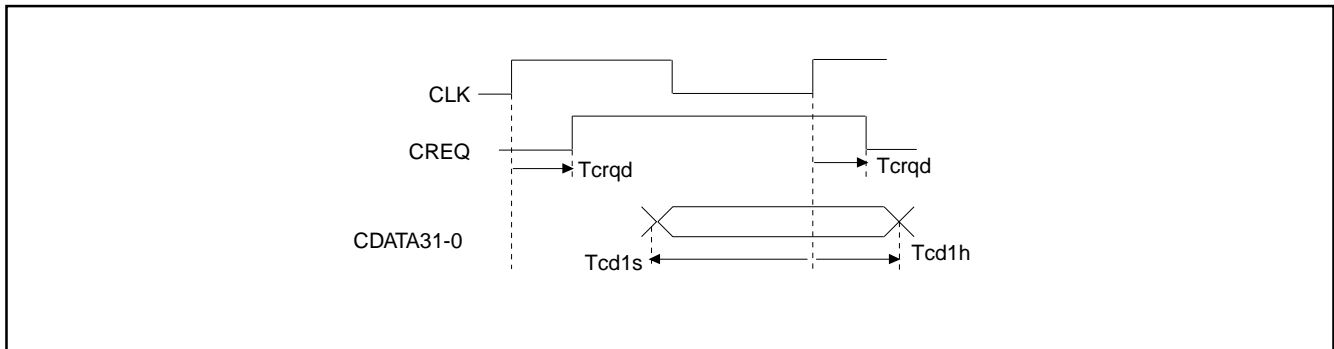 CLK
CREQ
Tcrqd
Tcrqd
CDATA31-0
Tcd1s
Tcd1h